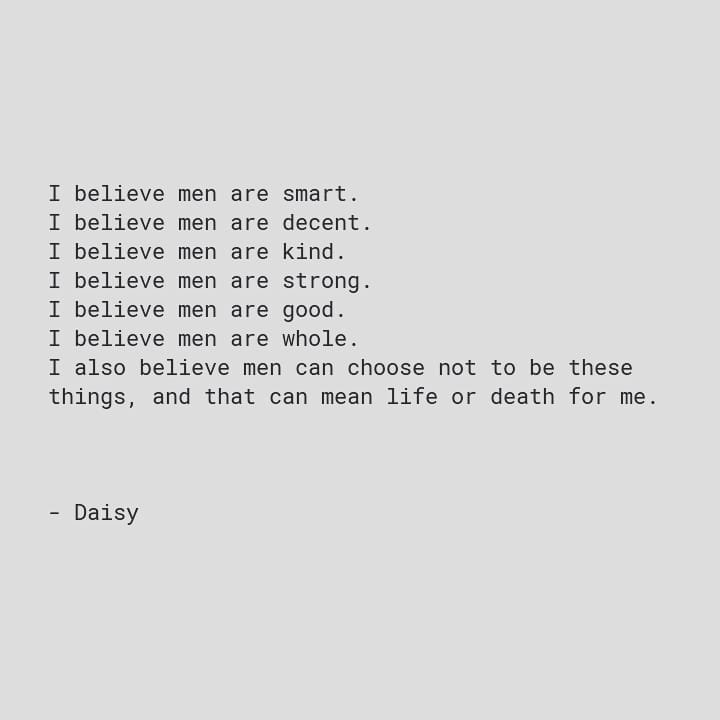 I believe men are smart.
I believe men are decent.
I believe men are kind.
I believe men are strong.
I believe men are good.
I believe men are whole.
I also believe men can choose not to be these
things, and that can mean life or death for me.
- Daisy